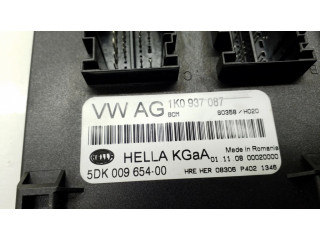 VW AG 1K0 937 087
BCM S0358 / H020
Made in Romania
HELLA HELLA KGaA 01 11 08 00020000
5DK 009 654-00 HRE HER 08306 P402 1346